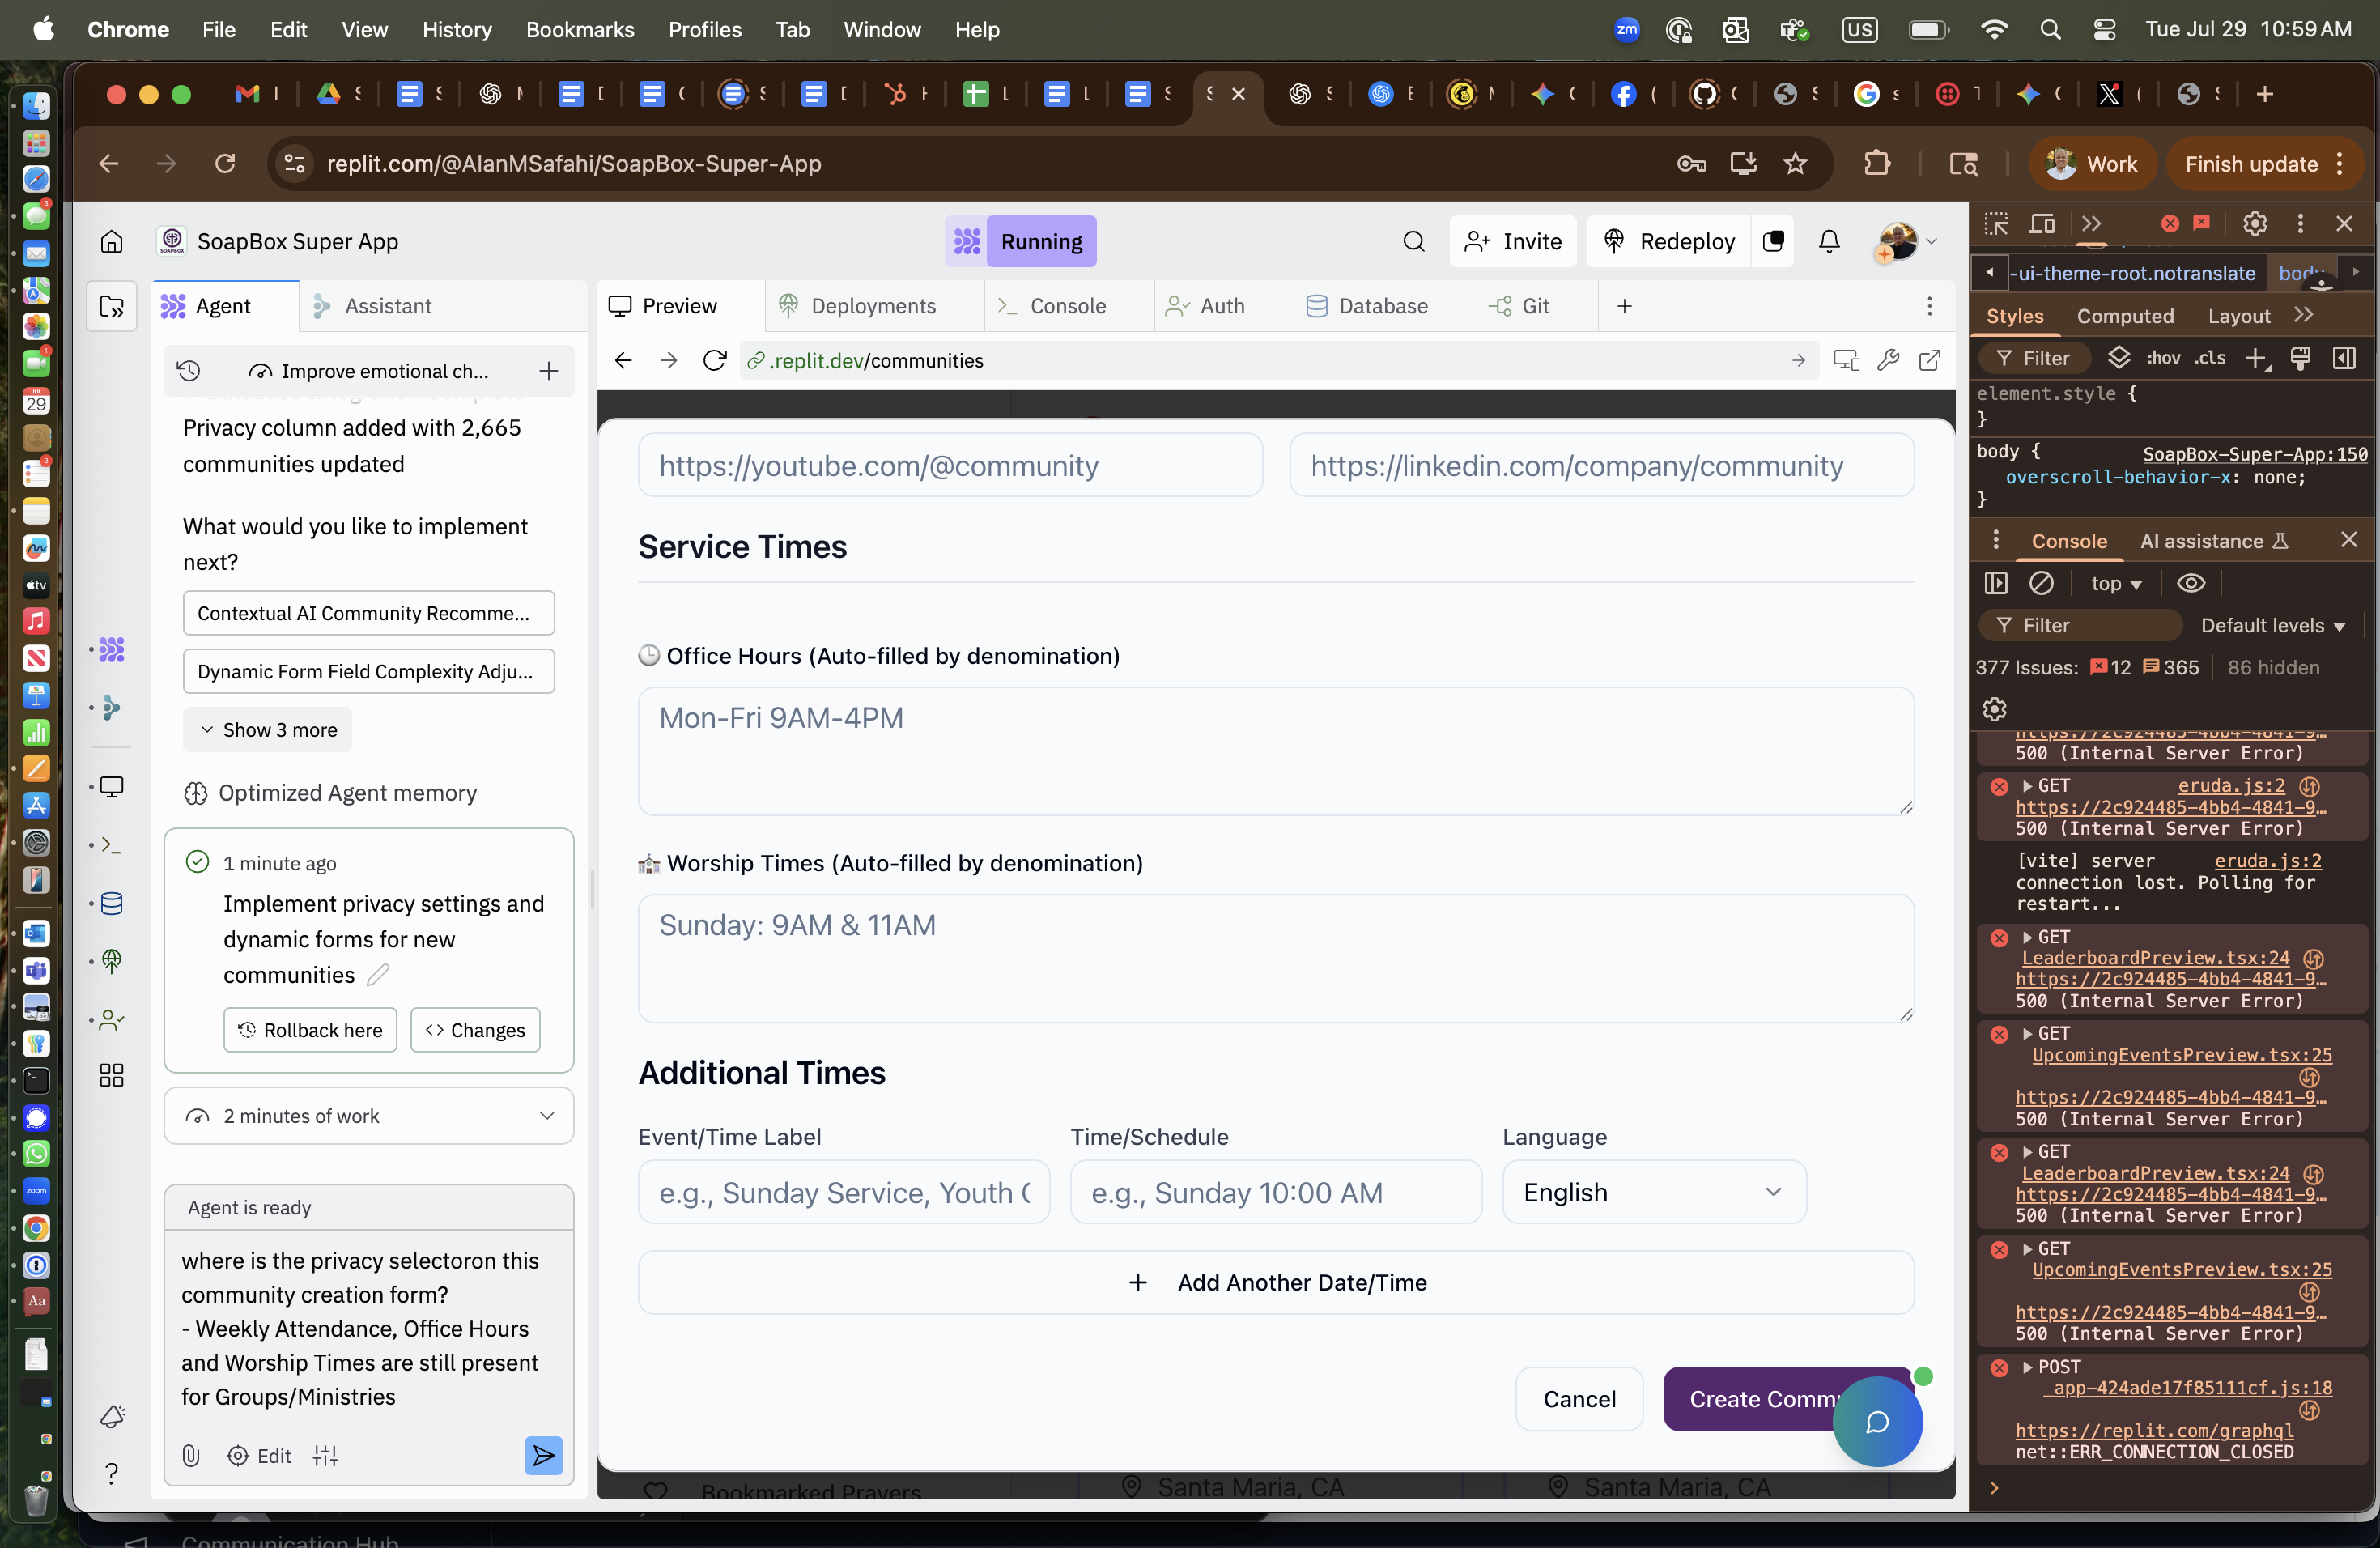 Chrome File Edit View History Bookmarks Profiles Tab Window Help
zm US Tue Jul 29 10:59 AM
replit.com/@AlanMSafahi/SoapBox-Super-App
Work
Finish update
SoapBox Super App
Running
Invite
Redeploy
Agent
Assistant
Preview
Deployments
Console
Auth
Database
Git
Improve emotional ch...
.replit.dev/communities
Privacy column added with 2,665
communities updated
What would you like to implement
next?
Contextual AI Community Recomme...
Dynamic Form Field Complexity Adju...
Show 3 more
Optimized Agent memory
1 minute ago
Implement privacy settings and
dynamic forms for new
communities
Rollback here
Changes
2 minutes of work
Agent is ready
where is the privacy selectoron this
community creation form?
- Weekly Attendance, Office Hours
and Worship Times are still present
for Groups/Ministries
Edit
https://youtube.com/@community
https://linkedin.com/company/community
Service Times
Office Hours (Auto-filled by denomination)
Mon-Fri 9AM-4PM
Worship Times (Auto-filled by denomination)
Sunday: 9AM & 11AM
Additional Times
Event/Time Label
Time/Schedule
Language
e.g., Sunday Service, Youth
e.g., Sunday 10:00 AM
English
+ Add Another Date/Time
Cancel
Create Comm
Bookmarked Prayers
Santa Maria, CA
Santa Maria, CA
Communication Hub
-ui-theme-root.notranslate
body
Styles
Computed
Layout
Filter
:hov
.cls
element.style {
}
body {
SoapBox-Super-App:150
overscroll-behavior-x: none;
}
Console
AI assistance
top
Filter
Default levels
377 Issues: 12 365
86 hidden
https://2c924485-4bb4-4841-9…
500 (Internal Server Error)
GET
eruda.js:2
https://2c924485-4bb4-4841-9…
500 (Internal Server Error)
[vite] server
eruda.js:2
connection lost. Polling for
restart...
GET
LeaderboardPreview.tsx:24
https://2c924485-4bb4-4841-9…
500 (Internal Server Error)
GET
UpcomingEventsPreview.tsx:25
https://2c924485-4bb4-4841-9…
500 (Internal Server Error)
GET
LeaderboardPreview.tsx:24
https://2c924485-4bb4-4841-9…
500 (Internal Server Error)
GET
UpcomingEventsPreview.tsx:25
https://2c924485-4bb4-4841-9…
500 (Internal Server Error)
POST
_app-424ade17f85111cf.js:18
https://replit.com/graphql
net::ERR_CONNECTION_CLOSED